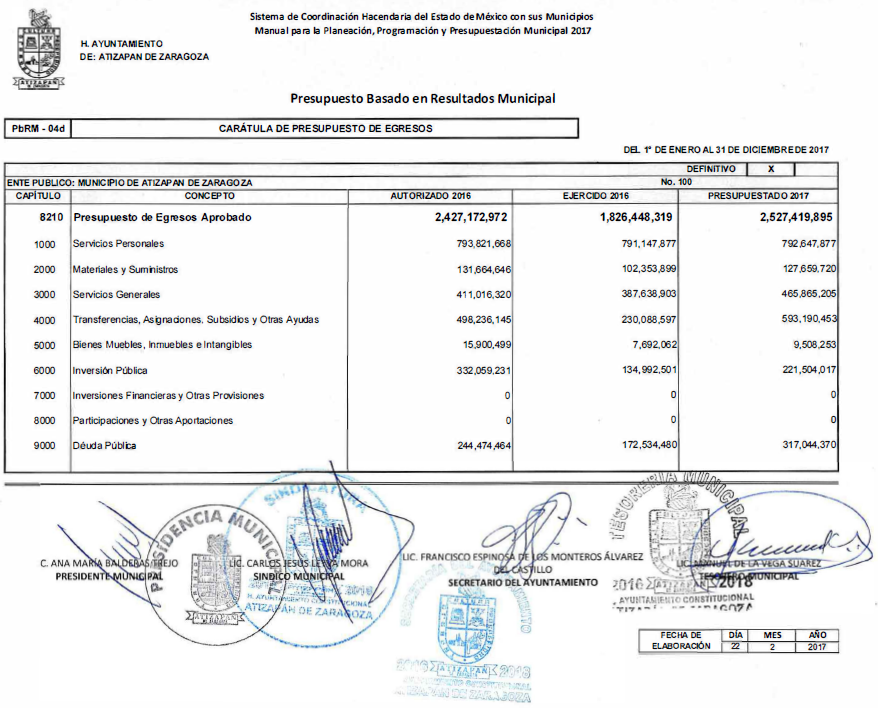 Sistema de Coordinación Hacendaria del Estado de México con sus Municipios
Manual para la Planeación, Programación y Presupuestación Municipal 2017
H. AYUNTAMIENTO
DE: ATIZAPAN DE ZARAGOZA
ATIZAPAN
Presupuesto Basado en Resultados Municipal
PbRM - 04d CARÁTULA DE PRESUPUESTO DE EGRESOS
DEL 1° DE ENERO AL 31 DE DICIEMBRE DE 2017
DEFINITIVO X
ENTE PUBLICO: MUNICIPIO DE ATIZAPAN DE ZARAGOZA No. 100
CAPÍTULO CONCEPTO AUTORIZADO 2016 EJERCIDO 2016 PRESUPUESTADO 2017
8210 Presupuesto de Egresos Aprobado 2,427,172,972 1,826,448,319 2,527,419,895
1000 Servicios Personales 793,821,668 791,147,877 792,647,877
2000 Materiales y Suministros 131,664,646 102,353,899 127,659,720
3000 Servicios Generales 411,016,320 387,638,903 465,865,205
4000 Transferencias, Asignaciones, Subsidios y Otras Ayudas 498,236,145 230,088,597 593,190,453
5000 Bienes Muebles, Inmuebles e Intangibles 15,900,499 7,692,062 9,508,253
6000 Inversión Pública 332,059,231 134,992,501 221,504,017
7000 Inversiones Financieras y Otras Provisiones 0 0 0
8000 Participaciones y Otras Aportaciones 0 0 0
9000 Déuda Pública 244,474,464 172,534,480 317,044,370
PRESIDENCIA MUNICI
SINDICATURA
TESORERIA MUNICIPAL
C. ANA MARÍA BALDERAS TREJO
PRESIDENTE MUNICIPAL
LIC. CARLOS JESUS LEYVA MORA
SINDICO MUNICIPAL
LIC. FRANCISCO ESPINOSA DE LOS MONTEROS ÁLVAREZ
DEL CASTILLO
SECRETARIO DEL AYUNTAMIENTO
LIC. MANUEL DE LA VEGA SUAREZ
TESORERO MUNICIPAL
2018
H. AYUNTAMIENTO CONSTITUCIONAL
ATIZAPÁN DE ZARAGOZA
ATIZAPAN
2016 2018
AYUNTAMIENTO CONSTITUCIONAL
ATIZAPÁN DE ZARAGOZA
2016 ATIZAPAN 2018
ATIZAPAN DE ZARAGOZA
FECHA DE ELABORACIÓN DÍA MES AÑO
22 2 2017